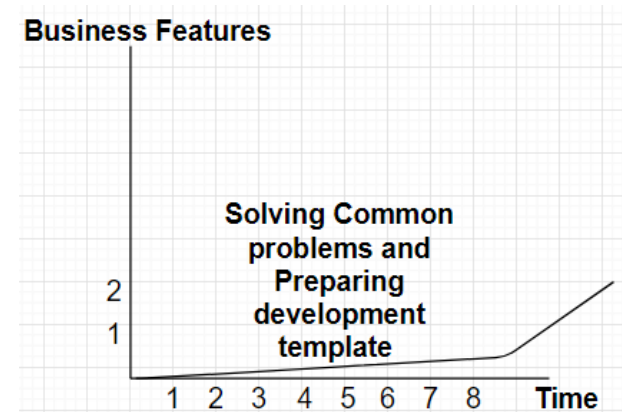 Business Features
Solving Common
problems and
Preparing
development
template
2
1
1 2 3 4 5 6 7 8 Time